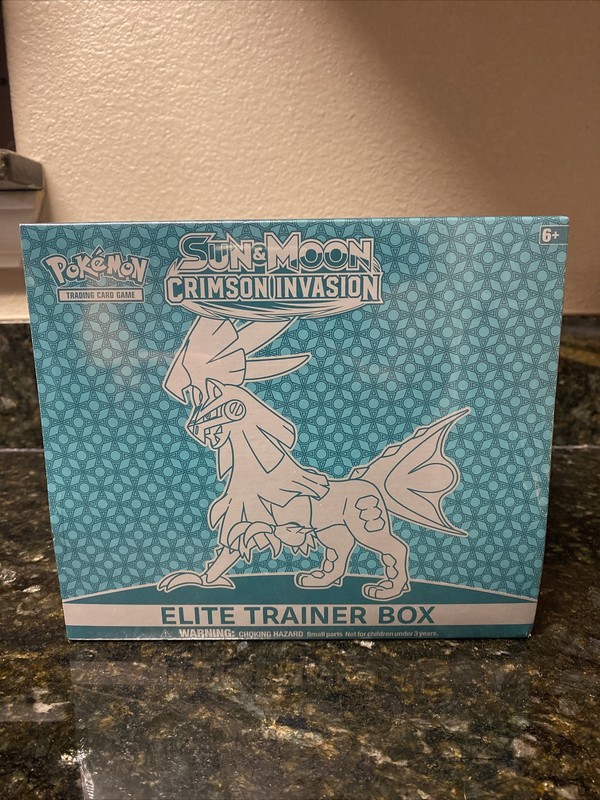 6+
Pokémon
TRADING CARD GAME
SUN & MOON
CRIMSON INVASION
ELITE TRAINER BOX
WARNING: CHOKING HAZARD Small parts Not for children under 3 years.